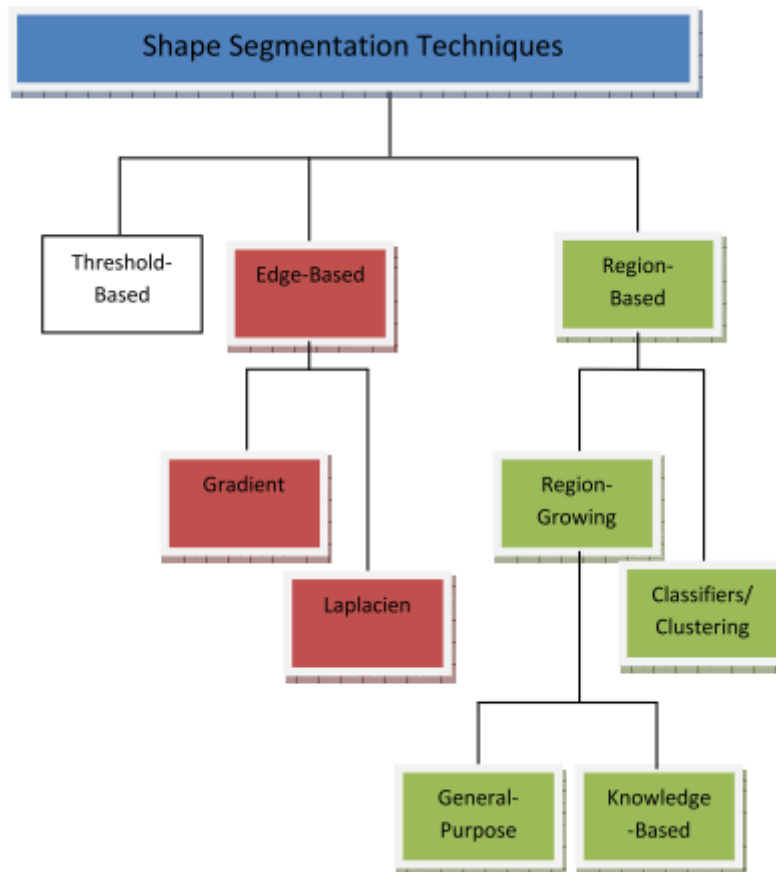 Shape Segmentation Techniques
Threshold-
Based
Edge-Based
Region-
Based
Gradient
Region-
Growing
Laplacien
Classifiers/
Clustering
General-
Purpose
Knowledge
-Based